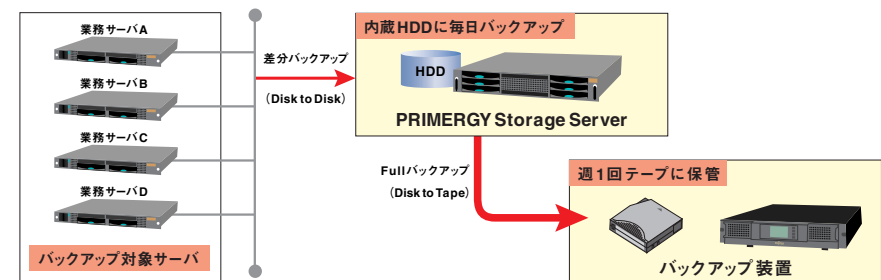 業務サーバA
業務サーバB
業務サーバC
業務サーバD
バックアップ対象サーバ
差分バックアップ
(Disk to Disk)
内蔵HDDに毎日バックアップ
HDD
PRIMERGY Storage Server
Fullバックアップ
(Disk to Tape)
週1回テープに保管
バックアップ装置